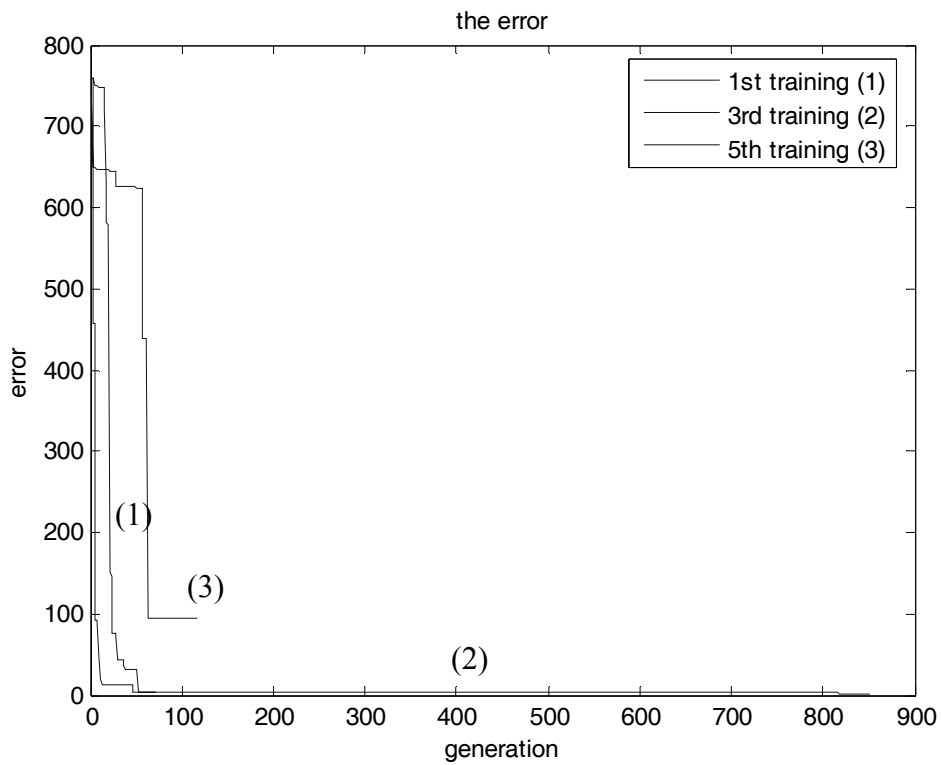 the error
800
700
600
500
400
300
200
100
0
error
1st training (1)
3rd training (2)
5th training (3)
(1)
(3)
(2)
0 100 200 300 400 500 600 700 800 900
generation